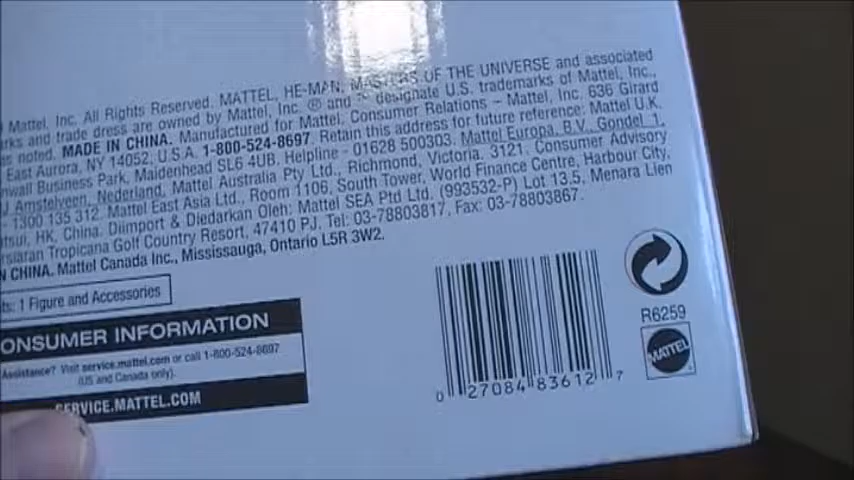 Mattel, Inc. All Rights Reserved. MATTEL, HE-MAN, MASTERS OF THE UNIVERSE and associated
and trade dress are owned by Mattel, Inc. ® and ™ designate U.S. trademarks of Mattel, Inc.,
noted. MADE IN CHINA. Manufactured for Mattel. Consumer Relations – Mattel, Inc. 636 Girard
East Aurora, NY 14052, U.S.A. 1-800-524-8697. Retain this address for future reference: Mattel U.K.
Business Park, Maidenhead SL6 4UB. Helpline - 01628 500303. Mattel Europa, B.V., Gondel 1,
Amstelveen, Nederland. Mattel Australia Pty Ltd., Richmond, Victoria. 3121. Consumer Advisory
1300 135 312. Mattel East Asia Ltd., Room 1106, South Tower, World Finance Centre, Harbour City,
HK, China. Diimport & Diedarkan Oleh: Mattel SEA Ptd Ltd. (993532-P) Lot 13.5, Menara Lien
Tropicana Golf Country Resort, 47410 PJ. Tel: 03-78803817, Fax: 03-78803867.
N CHINA. Mattel Canada Inc., Mississauga, Ontario L5R 3W2.
ts: 1 Figure and Accessories
ONSUMER INFORMATION
Assistance? Visit service.mattel.com or call 1-800-524-8697
(US and Canada only).
SERVICE.MATTEL.COM
0 27084 83612 7
R6259
MATTEL